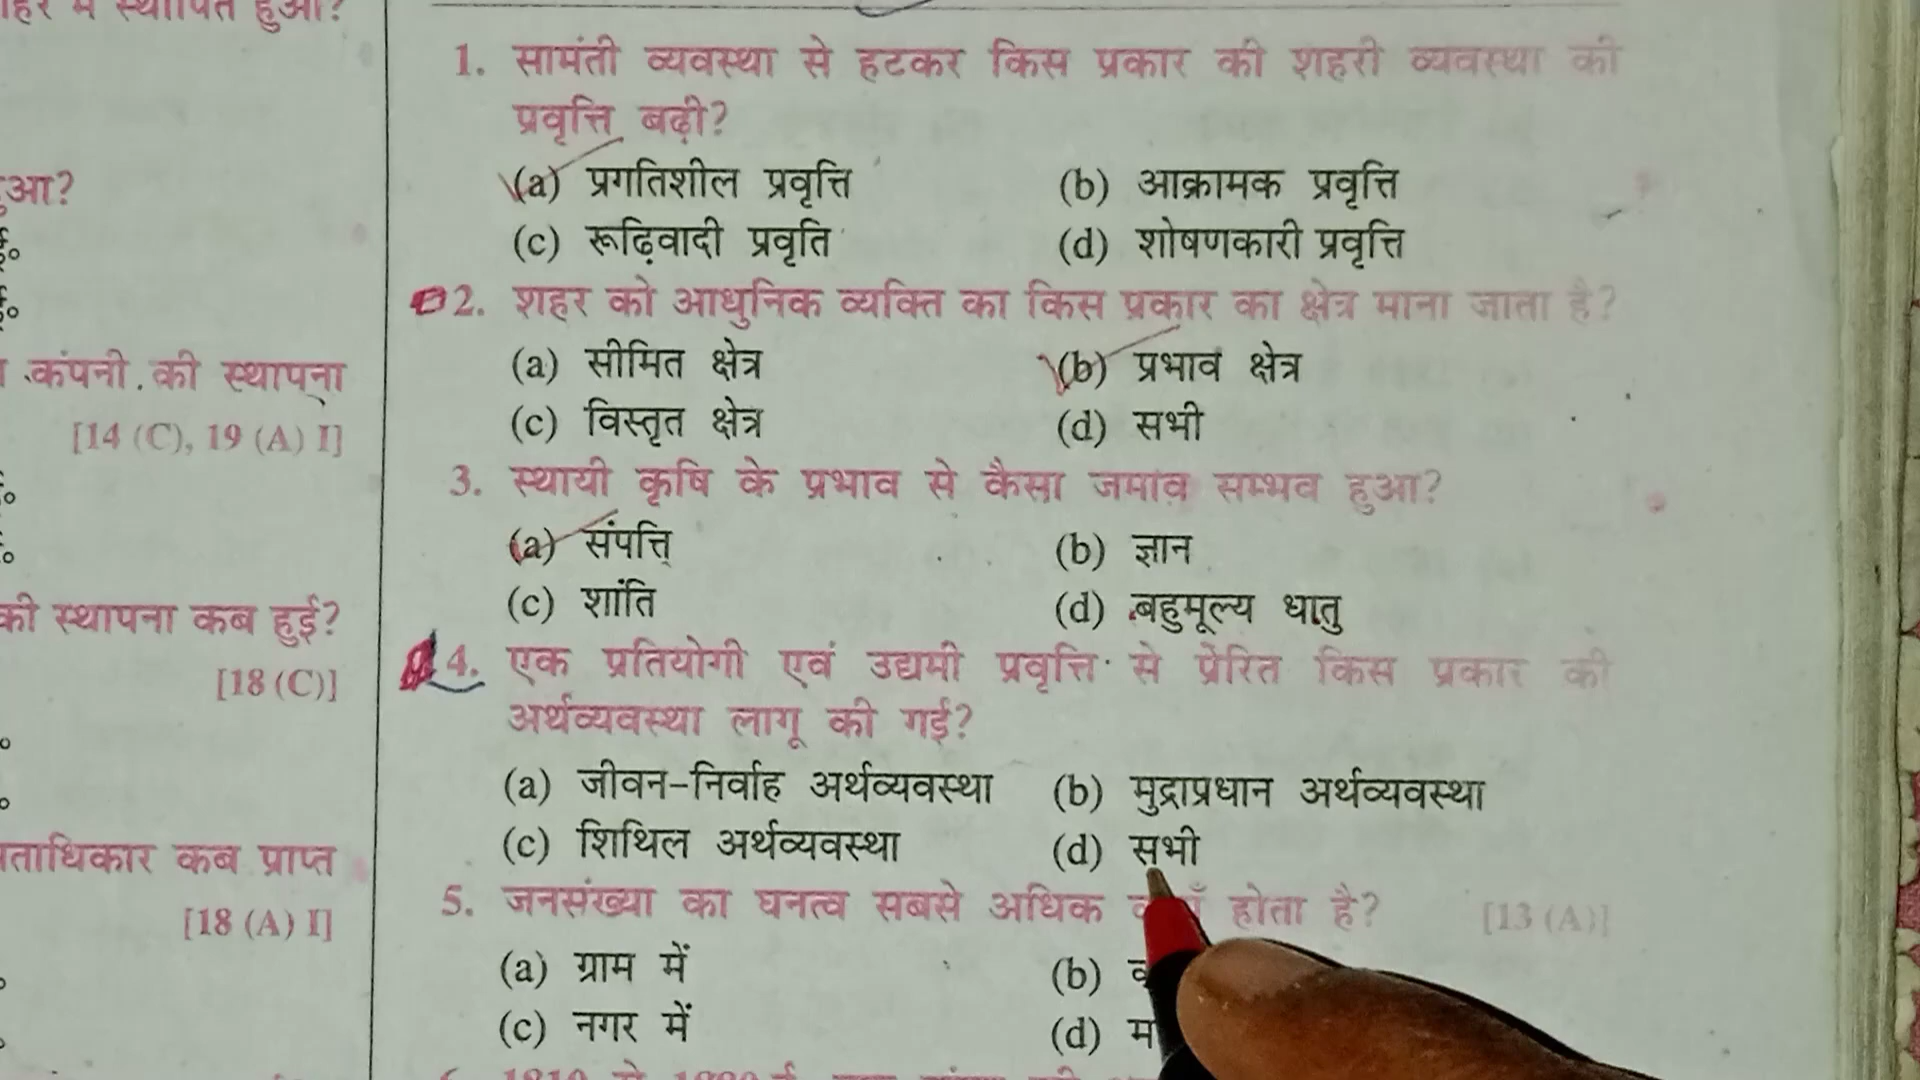 में स्थापित हुआ?
हुआ?
ई०
ई०
कंपनी की स्थापना
[14 (C), 19 (A) I]
की स्थापना कब हुई?
[18 (C)]
कब प्राप्त
[18 (A) I]
1. सामंती व्यवस्था से हटकर किस प्रकार की शहरी व्यवस्था की
प्रवृत्ति बढ़ी?
(a) प्रगतिशील प्रवृत्ति (b) आक्रामक प्रवृत्ति
(c) रूढ़िवादी प्रवृति (d) शोषणकारी प्रवृत्ति
2. शहर को आधुनिक व्यक्ति का किस प्रकार का क्षेत्र माना जाता है?
(a) सीमित क्षेत्र (b) प्रभाव क्षेत्र
(c) विस्तृत क्षेत्र (d) सभी
3. स्थायी कृषि के प्रभाव से कैसा जमाव सम्भव हुआ?
(a) संपत्ति (b) ज्ञान
(c) शांति (d) बहुमूल्य धातु
4. एक प्रतियोगी एवं उद्यमी प्रवृत्ति से प्रेरित किस प्रकार की
अर्थव्यवस्था लागू की गई?
(a) जीवन-निर्वाह अर्थव्यवस्था (b) मुद्राप्रधान अर्थव्यवस्था
(c) शिथिल अर्थव्यवस्था (d) सभी
5. जनसंख्या का घनत्व सबसे अधिक होता है? [13 (A)]
(a) ग्राम में (b)
(c) नगर में (d)